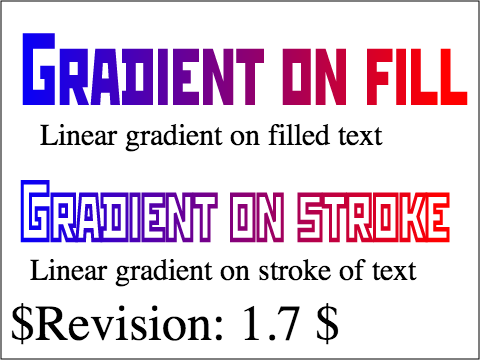 Gradient on fill
Linear gradient on filled text
Gradient on stroke
Linear gradient on stroke of text
$Revision: 1.7 $